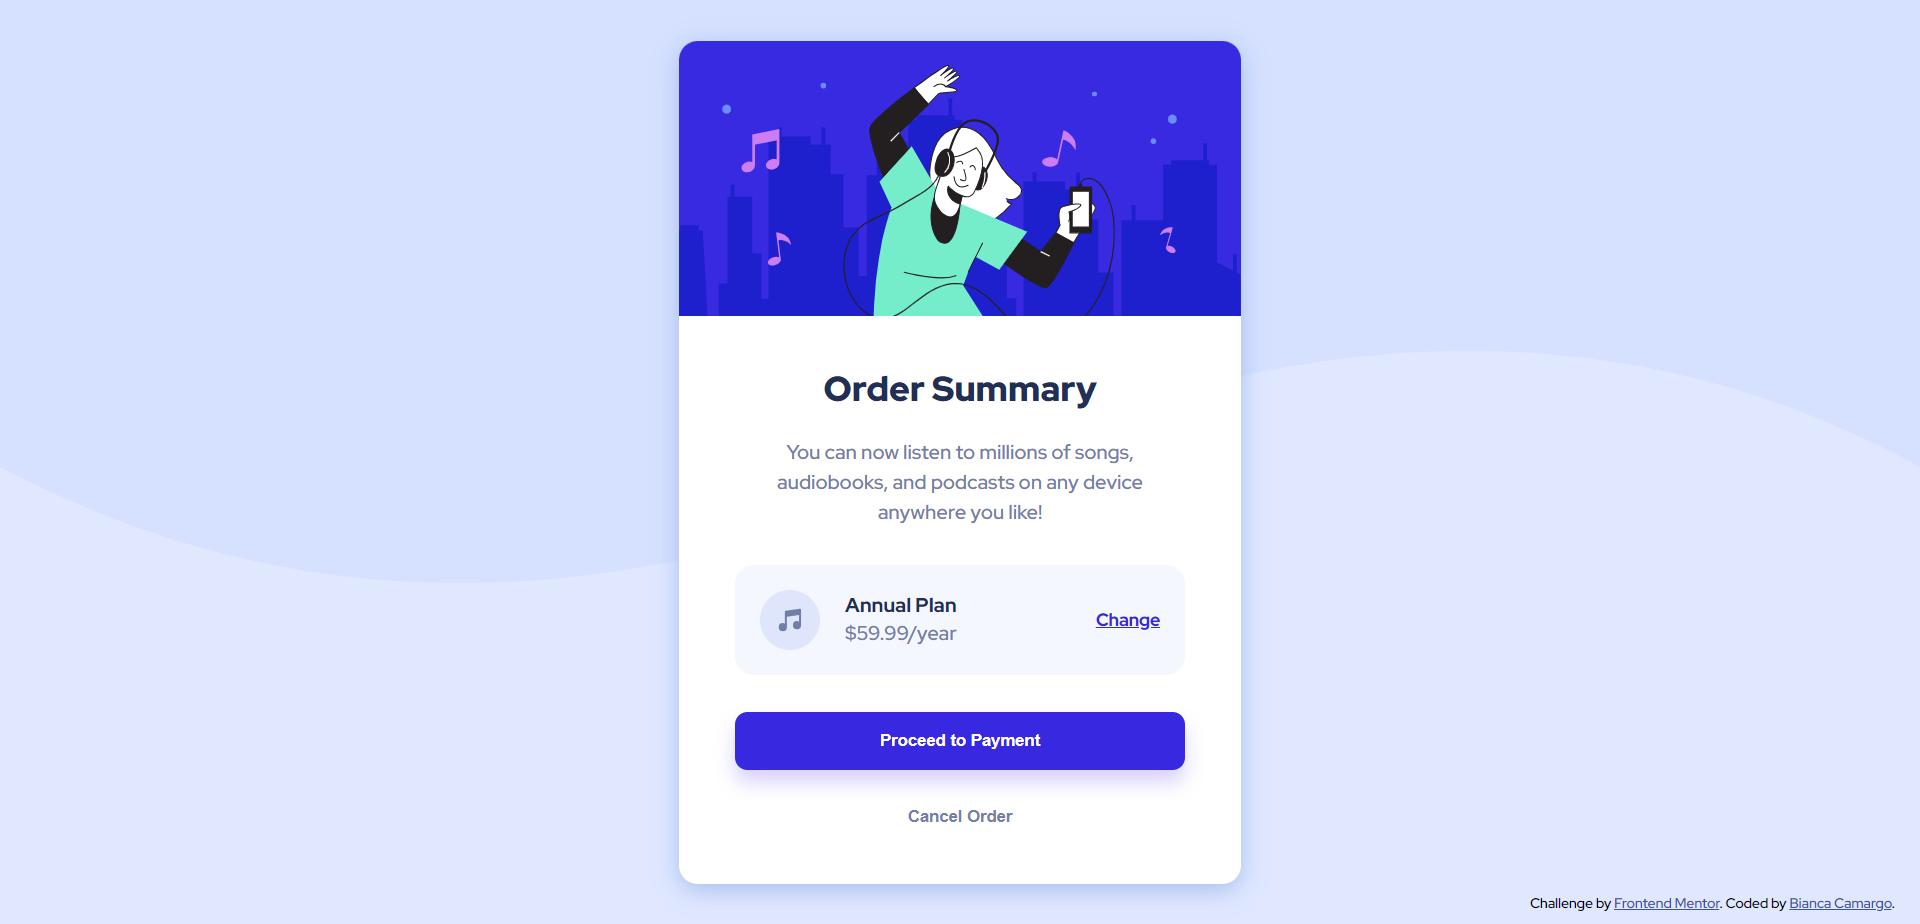 Order Summary
You can now listen to millions of songs,
audiobooks, and podcasts on any device
anywhere you like!
Annual Plan
$59.99/year
Change
Proceed to Payment
Cancel Order
Challenge by Frontend Mentor. Coded by Bianca Camargo.